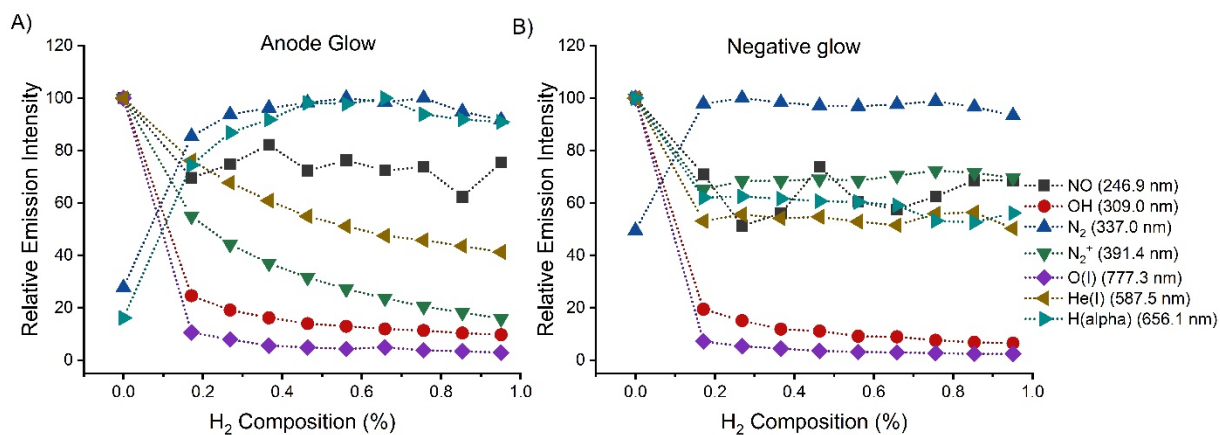 A)
Anode Glow
Relative Emission Intensity
120
100
80
60
40
20
0
0.0 0.2 0.4 0.6 0.8 1.0
H₂ Composition (%)
B)
Negative glow
Relative Emission Intensity
120
100
80
60
40
20
0
0.0 0.2 0.4 0.6 0.8 1.0
H₂ Composition (%)
NO (246.9 nm)
OH (309.0 nm)
N₂ (337.0 nm)
N₂⁺ (391.4 nm)
O(I) (777.3 nm)
He(I) (587.5 nm)
H(alpha) (656.1 nm)